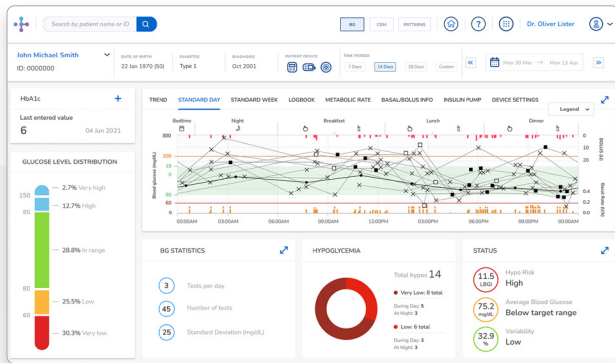 Search by patient name or ID
BG
CGM
PATTERNS
Dr. Oliver Lister
John Michael Smith
ID: 0000000
DATE OF BIRTH
22 Jan 1970 (53)
DIABETES
Type 1
DIAGNOSIS
Oct 2001
PATIENT DEVICE
TIME PERIOD
7 Days
14 Days
28 Days
Custom
Mon 30 Mar → Mon 13 Apr
HbA1c
Last entered value
6
04 Jun 2021
GLUCOSE LEVEL DISTRIBUTION
150
95
80
60
2.7% Very high
12.7% High
28.8% In range
25.5% Low
30.3% Very low
TREND
STANDARD DAY
STANDARD WEEK
LOGBOOK
METABOLIC RATE
BASAL/BOLUS INFO
INSULIN PUMP
DEVICE SETTINGS
Legend
Bedtime
Night
Breakfast
Lunch
Dinner
Blood glucose (mg/dL)
300
200
60
0
00:00AM
03:00AM
06:00AM
09:00AM
12:00PM
03:00PM
06:00PM
09:00PM
00:00AM
0
10
20
BOLUS (U)
0.4
0.2
0.0
Basal Rate (U/h)
BG STATISTICS
3
Tests per day
45
Number of tests
25
Standard Deviation (mg/dL)
HYPOGLYCEMIA
Total hypos 14
Very Low: 8 total
During Day: 5
At Night: 3
Low: 6 total
During Day: 3
At Night: 3
STATUS
11.5
LBGI
Hypo Risk
High
75.2
mg/dL
Average Blood Glucose
Below target range
32.9
%
Variability
Low